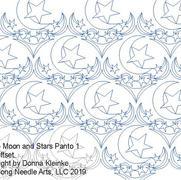 Moon and Stars Panto 1
ffset.
ght by Donna Kleinke
ong Needle Arts, LLC 2019